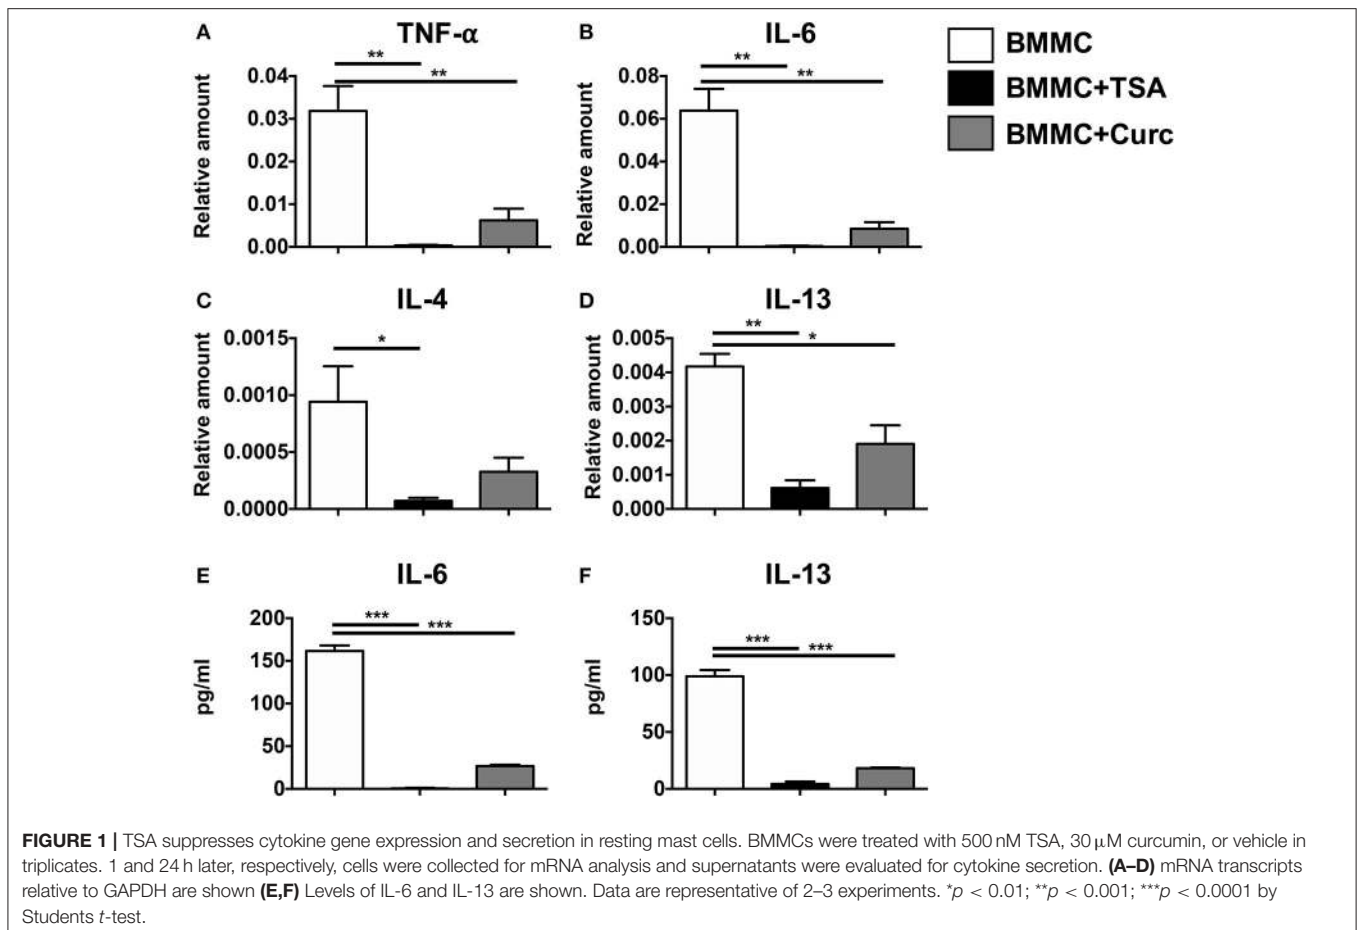 A
TNF-α
**
**
Relative amount
0.04
0.03
0.02
0.01
0.00
B
IL-6
**
**
Relative amount
0.08
0.06
0.04
0.02
0.00
BMMC
BMMC+TSA
BMMC+Curc
C
IL-4
*
Relative amount
0.0015
0.0010
0.0005
0.0000
D
IL-13
**
*
Relative amount
0.005
0.004
0.003
0.002
0.001
0.000
E
IL-6
***
***
pg/ml
200
150
100
50
0
F
IL-13
***
***
pg/ml
150
100
50
0
FIGURE 1 | TSA suppresses cytokine gene expression and secretion in resting mast cells. BMMCs were treated with 500 nM TSA, 30 μM curcumin, or vehicle in
triplicates. 1 and 24 h later, respectively, cells were collected for mRNA analysis and supernatants were evaluated for cytokine secretion. (A–D) mRNA transcripts
relative to GAPDH are shown (E,F) Levels of IL-6 and IL-13 are shown. Data are representative of 2–3 experiments. *p < 0.01; **p < 0.001; ***p < 0.0001 by
Students t-test.